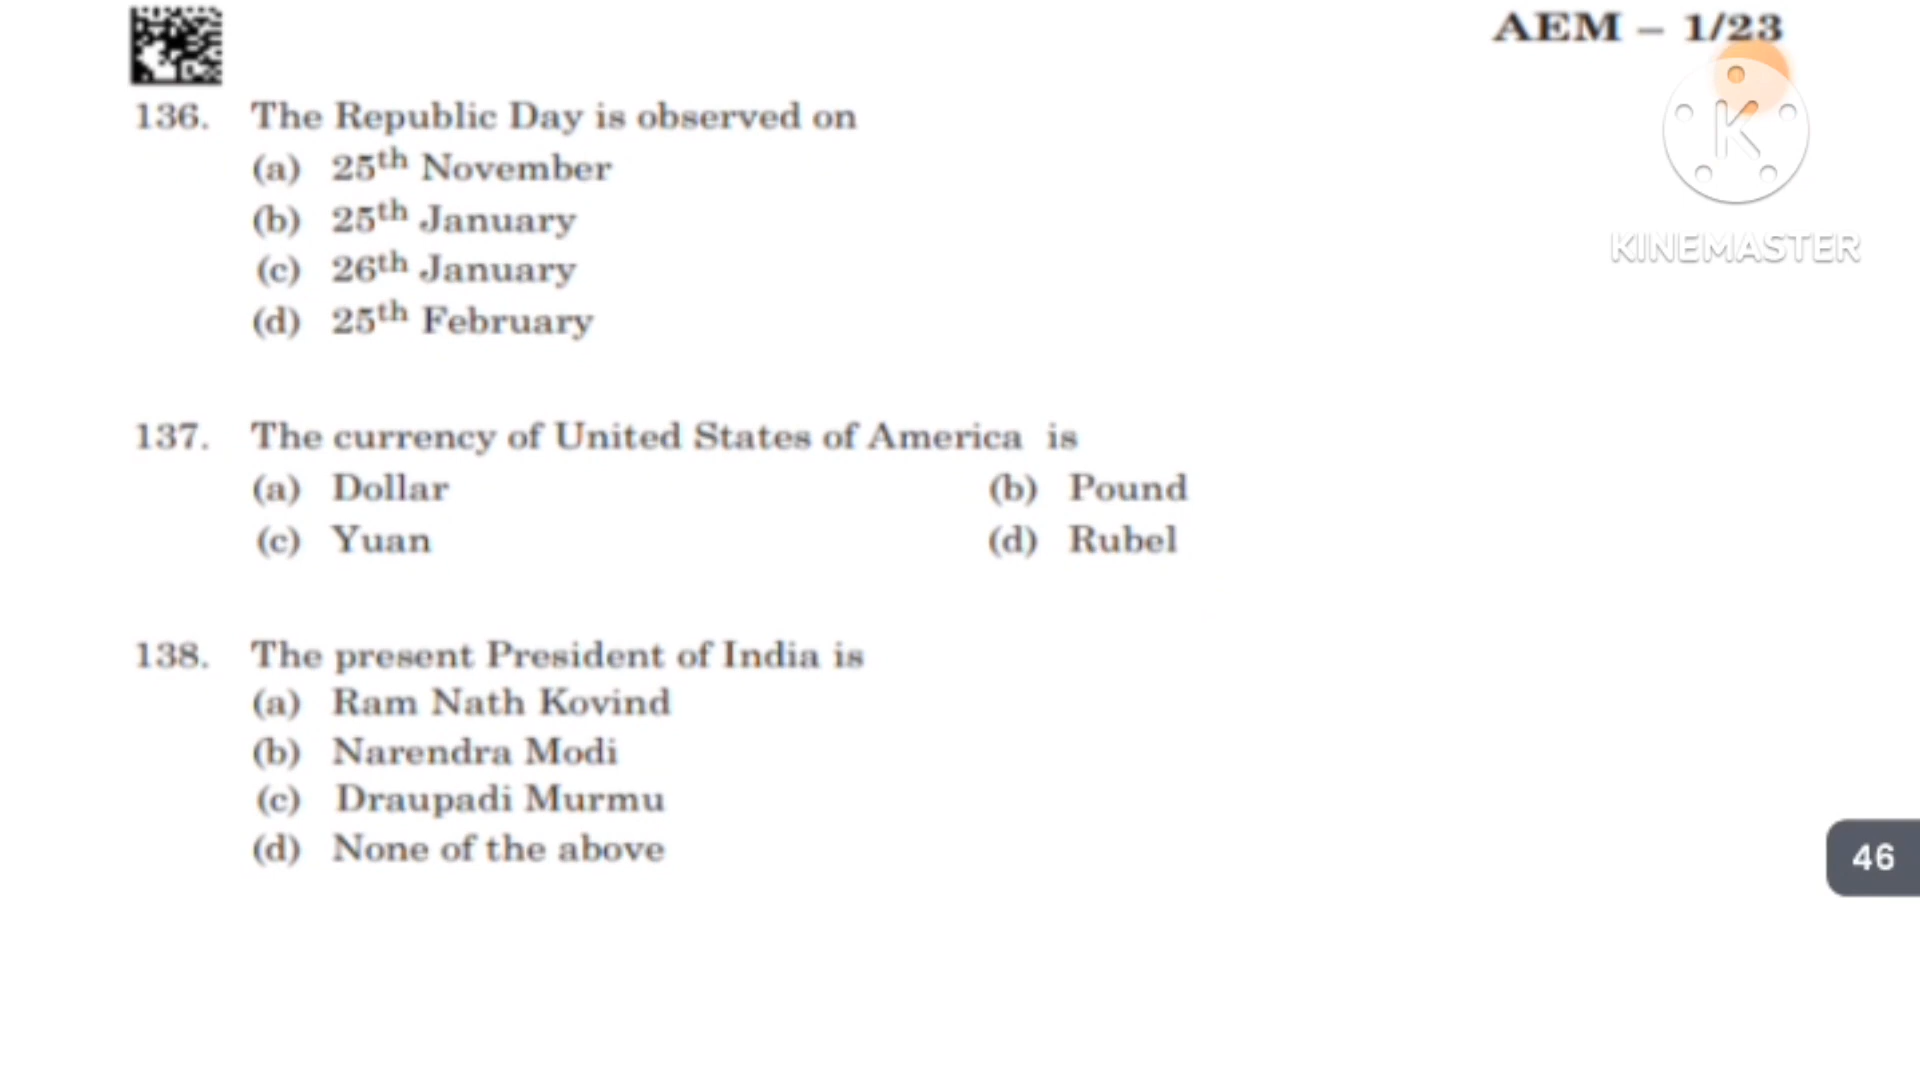 AEM – 1/23
136. The Republic Day is observed on
(a) 25th November
(b) 25th January
(c) 26th January
(d) 25th February
137. The currency of United States of America is
(a) Dollar (b) Pound
(c) Yuan (d) Rubel
138. The present President of India is
(a) Ram Nath Kovind
(b) Narendra Modi
(c) Draupadi Murmu
(d) None of the above
K
KINEMASTER
46